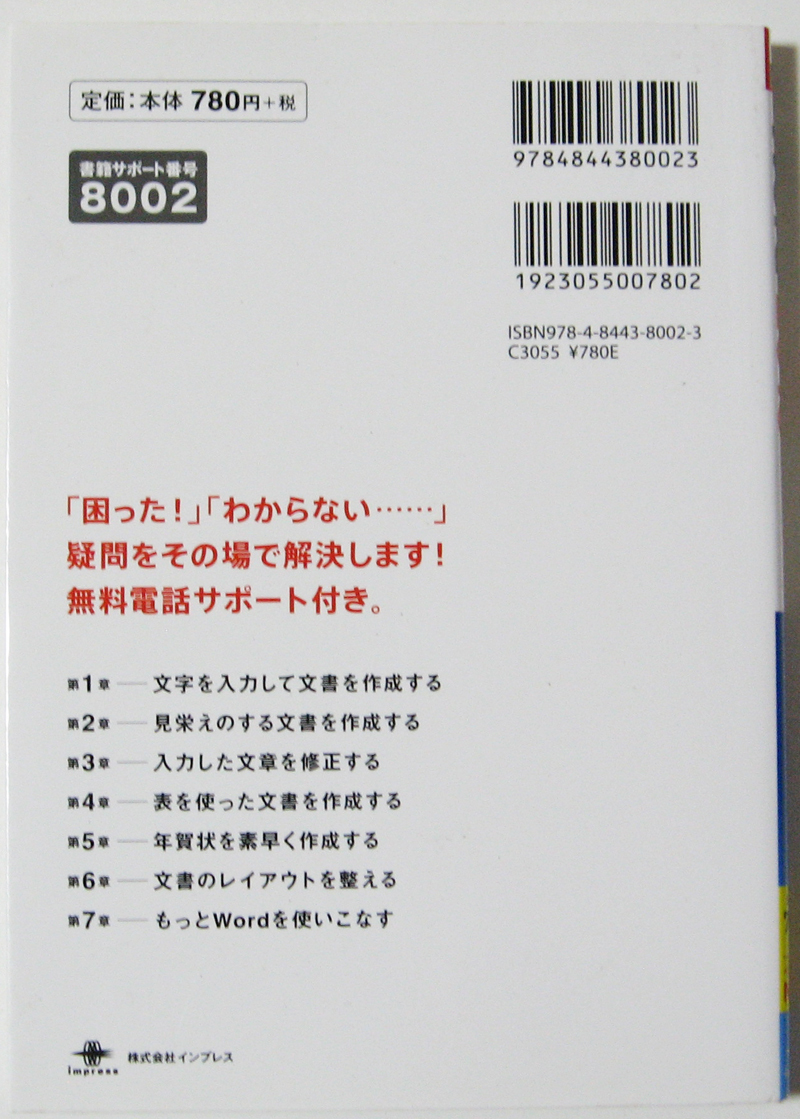 定価：本体 780円＋税
書籍サポート番号
8002
9784844380023
1923055007802
ISBN978-4-8443-8002-3
C3055 ¥780E
「困った！」「わからない……」
疑問をその場で解決します！
無料電話サポート付き。
第1章 ── 文字を入力して文書を作成する
第2章 ── 見栄えのする文書を作成する
第3章 ── 入力した文章を修正する
第4章 ── 表を使った文書を作成する
第5章 ── 年賀状を素早く作成する
第6章 ── 文書のレイアウトを整える
第7章 ── もっとWordを使いこなす
impress 株式会社インプレス